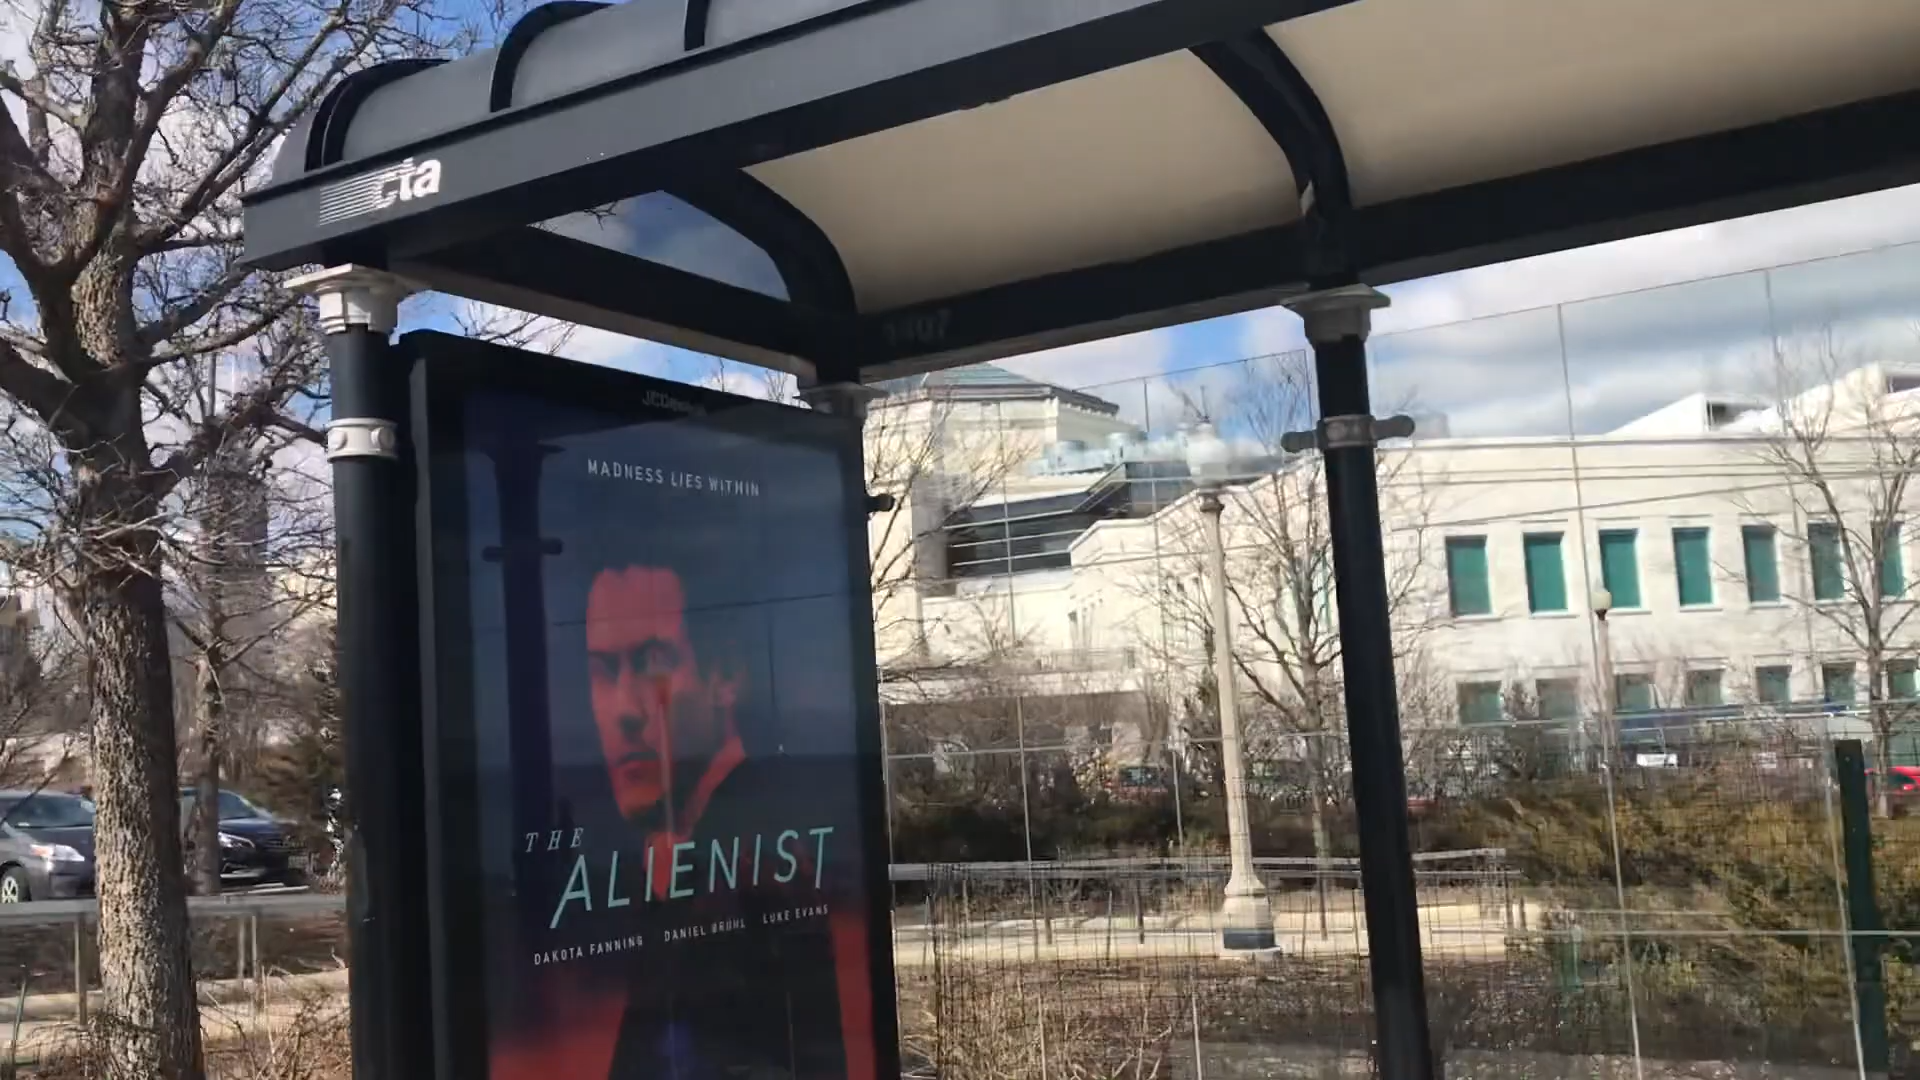 cta
JCDecaux
MADNESS LIES WITHIN
THE
ALIENIST
DAKOTA FANNING DANIEL BRÜHL LUKE EVANS